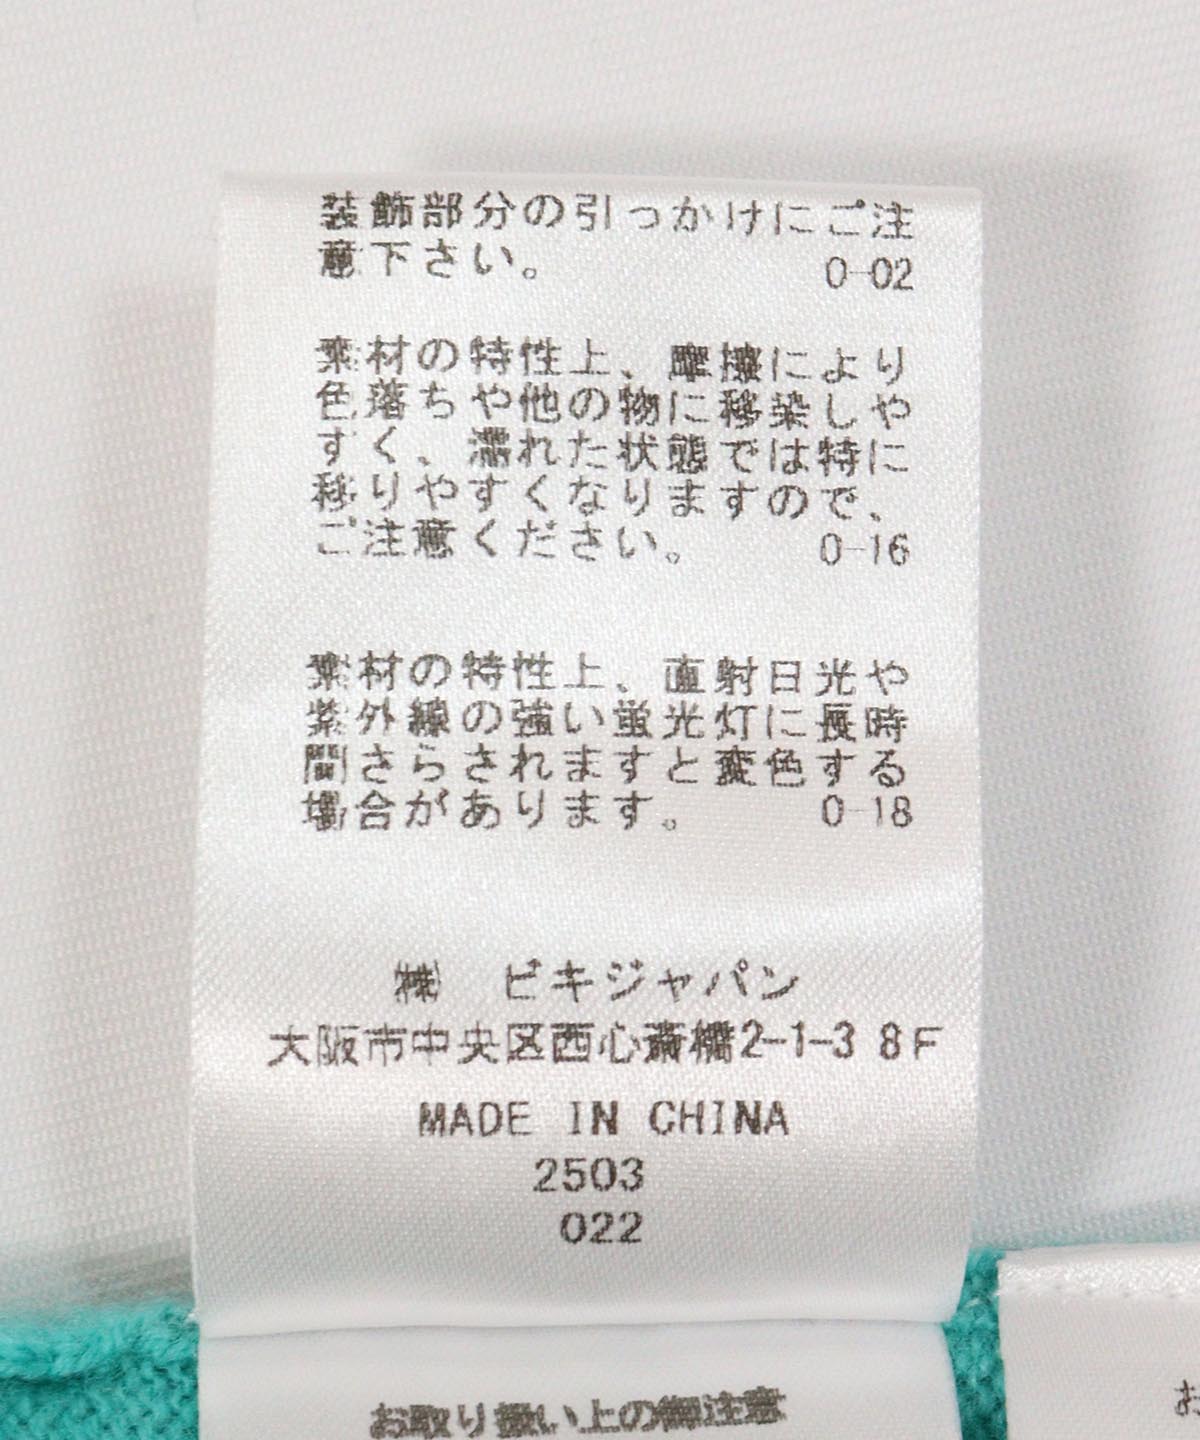 装飾部分の引っかけにご注
意下さい。 0-02
素材の特性上、摩擦により
色落ちや他の物に移染しや
すく、濡れた状態では特に
移りやすくなりますので、
ご注意ください。 0-16
素材の特性上、直射日光や
紫外線の強い蛍光灯に長時
間さらされますと変色する
場合があります。 0-18
㈱ ピキジャパン
大阪市中央区西心斎橋2-1-3 8F
MADE IN CHINA
2503
022
お取り扱い上の御注意
お